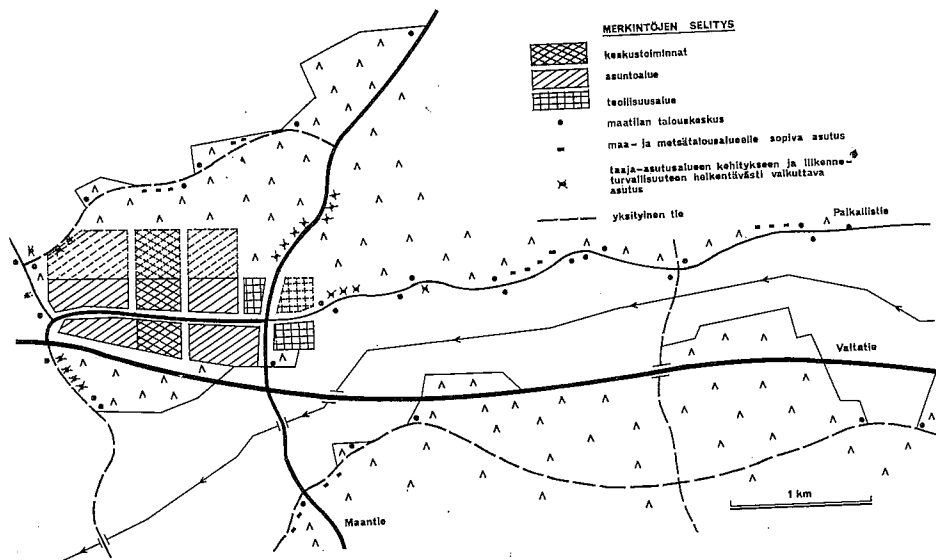 MERKINTÖJEN SELITYS
keskustoiminnat
asuntoalue
teollisuusalue
maatilan talouskeskus
maa- ja metsätalousalueelle sopiva asutus
taaja-asutusalueen kehitykseen ja liikenne-
turvallisuuteen heikentävästi vaikuttava
asutus
yksityinen tie
Paikallistie
Valtatie
1 km
Maantie